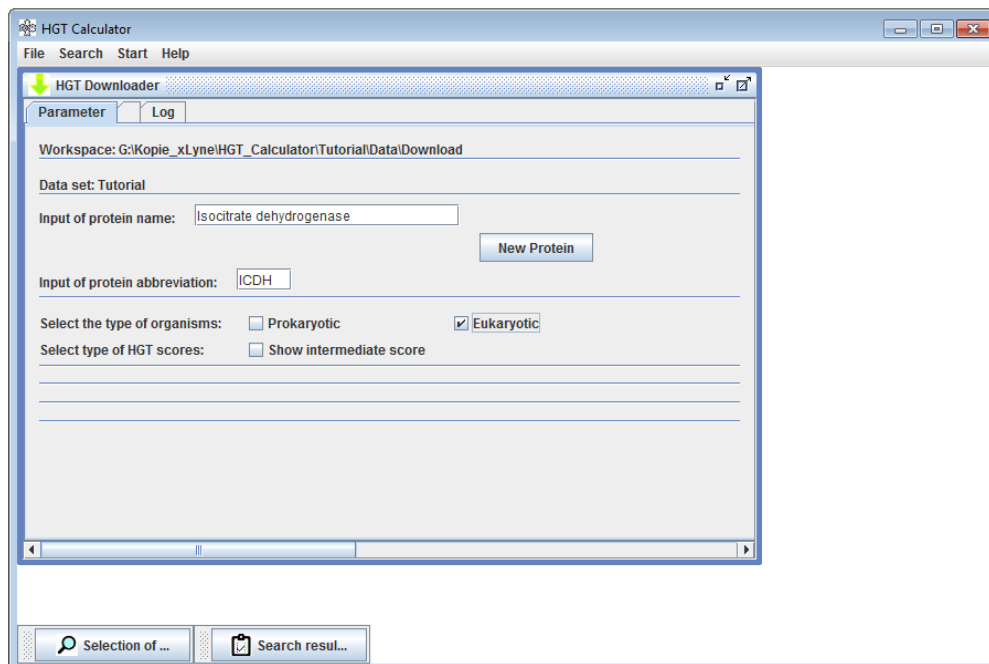 HGT Calculator
File Search Start Help
HGT Downloader
Parameter Log
Workspace: G:\Kopie_xLyne\HGT_Calculator\Tutorial\Data\Download
Data set: Tutorial
Input of protein name: Isocitrate dehydrogenase
New Protein
Input of protein abbreviation: ICDH
Select the type of organisms: Prokaryotic Eukaryotic
Select type of HGT scores: Show intermediate score
Selection of ... Search resul...